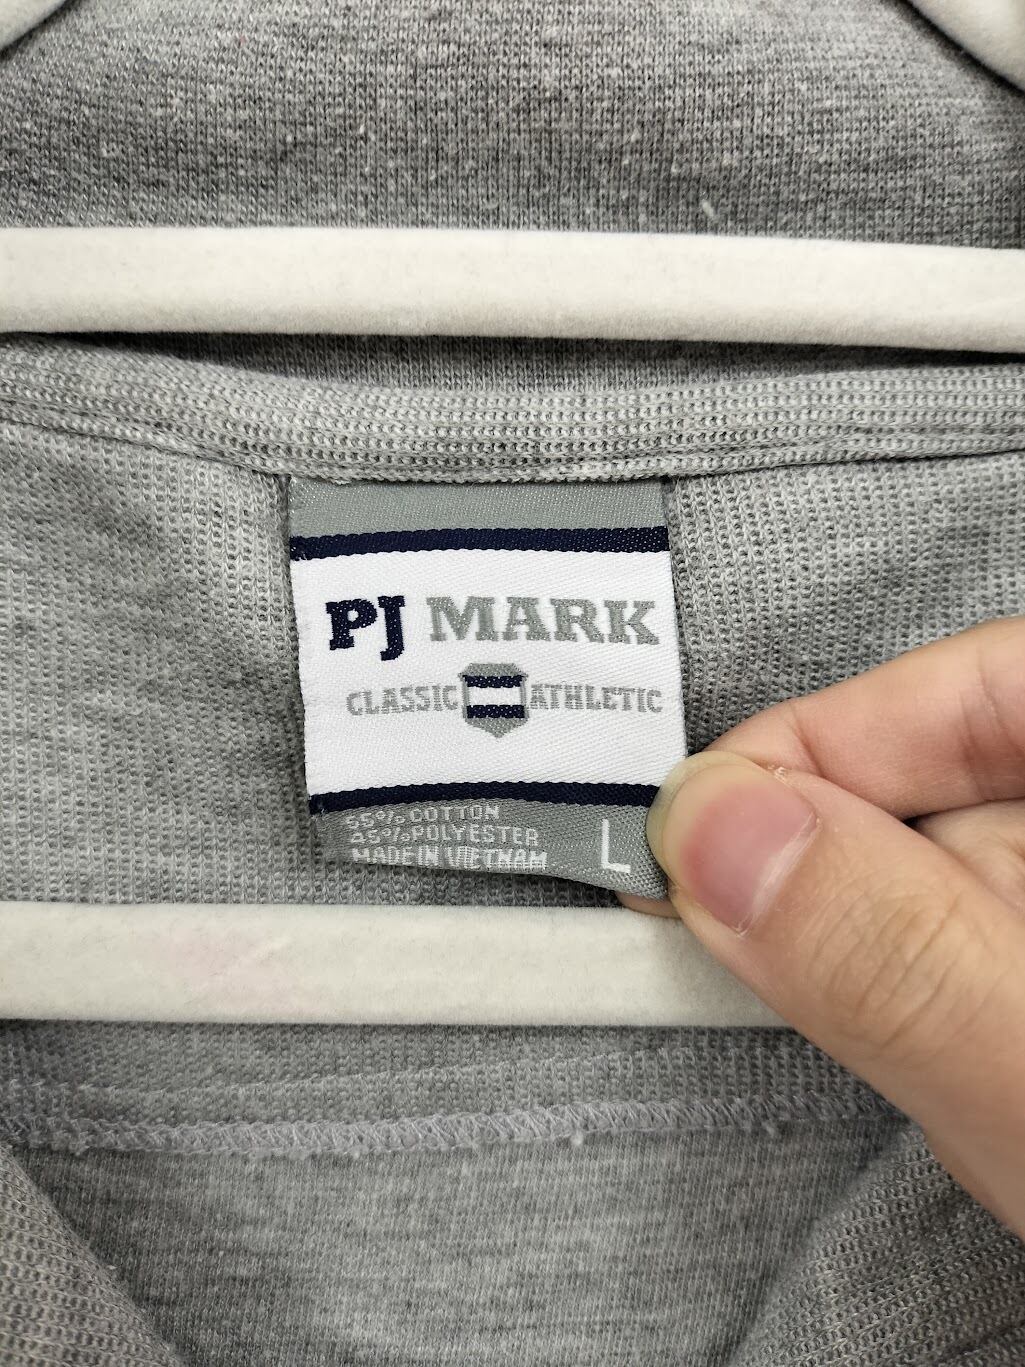 PJ MARK
CLASSIC ATHLETIC
55% COTTON
45% POLYESTER
MADE IN VIETNAM
L